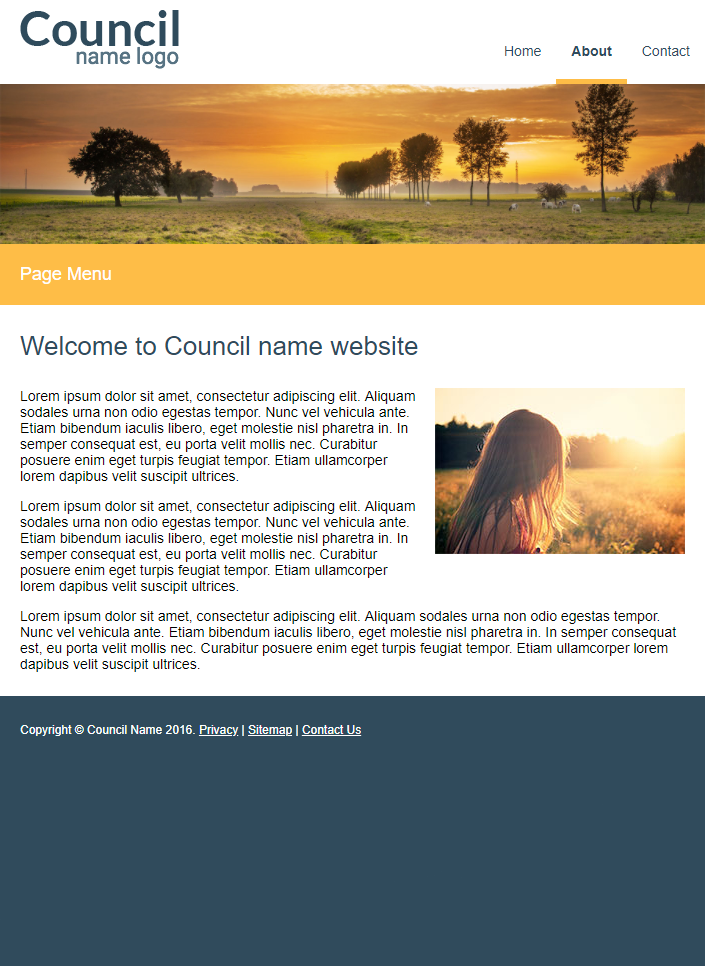 Council
name logo
Home About Contact
Page Menu
Welcome to Council name website
Lorem ipsum dolor sit amet, consectetur adipiscing elit. Aliquam
sodales urna non odio egestas tempor. Nunc vel vehicula ante.
Etiam bibendum iaculis libero, eget molestie nisl pharetra in. In
semper consequat est, eu porta velit mollis nec. Curabitur
posuere enim eget turpis feugiat tempor. Etiam ullamcorper
lorem dapibus velit suscipit ultrices.
Lorem ipsum dolor sit amet, consectetur adipiscing elit. Aliquam
sodales urna non odio egestas tempor. Nunc vel vehicula ante.
Etiam bibendum iaculis libero, eget molestie nisl pharetra in. In
semper consequat est, eu porta velit mollis nec. Curabitur
posuere enim eget turpis feugiat tempor. Etiam ullamcorper
lorem dapibus velit suscipit ultrices.
Lorem ipsum dolor sit amet, consectetur adipiscing elit. Aliquam sodales urna non odio egestas tempor.
Nunc vel vehicula ante. Etiam bibendum iaculis libero, eget molestie nisl pharetra in. In semper consequat
est, eu porta velit mollis nec. Curabitur posuere enim eget turpis feugiat tempor. Etiam ullamcorper lorem
dapibus velit suscipit ultrices.
Copyright © Council Name 2016. Privacy | Sitemap | Contact Us